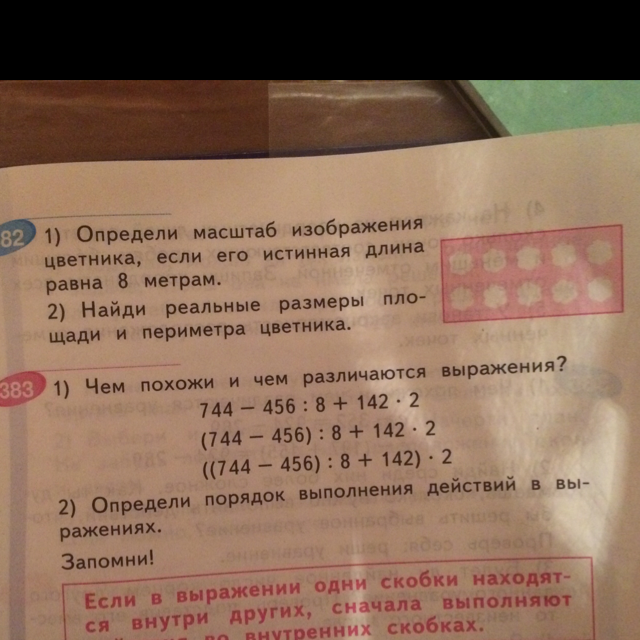 82 1) Определи масштаб изображения
цветника, если его истинная длина
равна 8 метрам.
2) Найди реальные размеры пло-
щади и периметра цветника.
383 1) Чем похожи и чем различаются выражения?
744 − 456 : 8 + 142 · 2
(744 − 456) : 8 + 142 · 2
((744 − 456) : 8 + 142) · 2
2) Определи порядок выполнения действий в вы-
ражениях.
Запомни!
Если в выражении одни скобки находят-
ся внутри других, сначала выполняют
во внутренних скобках.